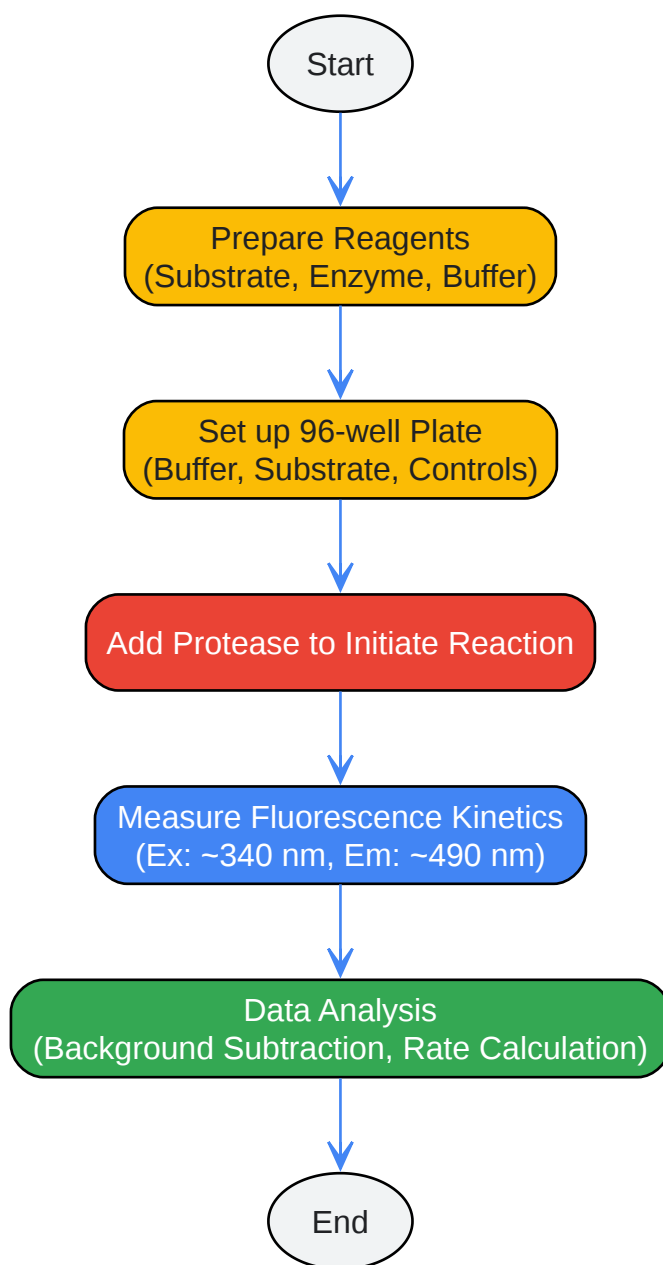 Start
Prepare Reagents
(Substrate, Enzyme, Buffer)
Set up 96-well Plate
(Buffer, Substrate, Controls)
Add Protease to Initiate Reaction
Measure Fluorescence Kinetics
(Ex: ~340 nm, Em: ~490 nm)
Data Analysis
(Background Subtraction, Rate Calculation)
End